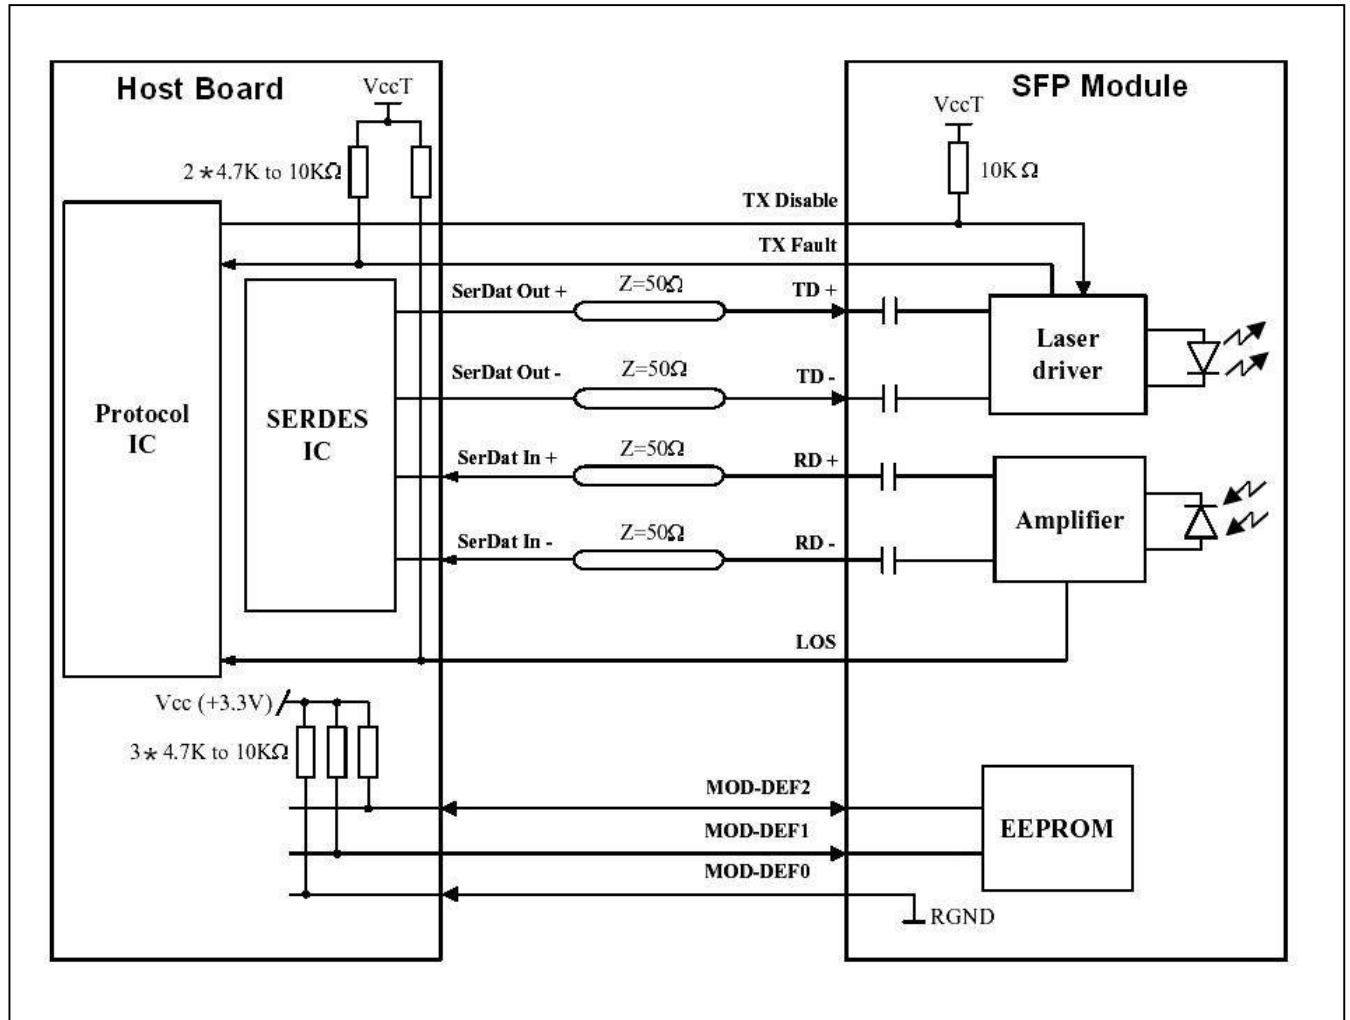 Host Board
SFP Module
VccT
VccT
2*4.7K to 10KΩ
10KΩ
TX Disable
TX Fault
SerDat Out +
Z=50Ω
TD +
SerDat Out -
Z=50Ω
TD -
Laser
driver
Protocol
IC
SERDES
IC
SerDat In +
Z=50Ω
RD +
SerDat In -
Z=50Ω
RD -
Amplifier
LOS
Vcc (+3.3V)
3*4.7K to 10KΩ
MOD-DEF2
MOD-DEF1
MOD-DEF0
EEPROM
RGND